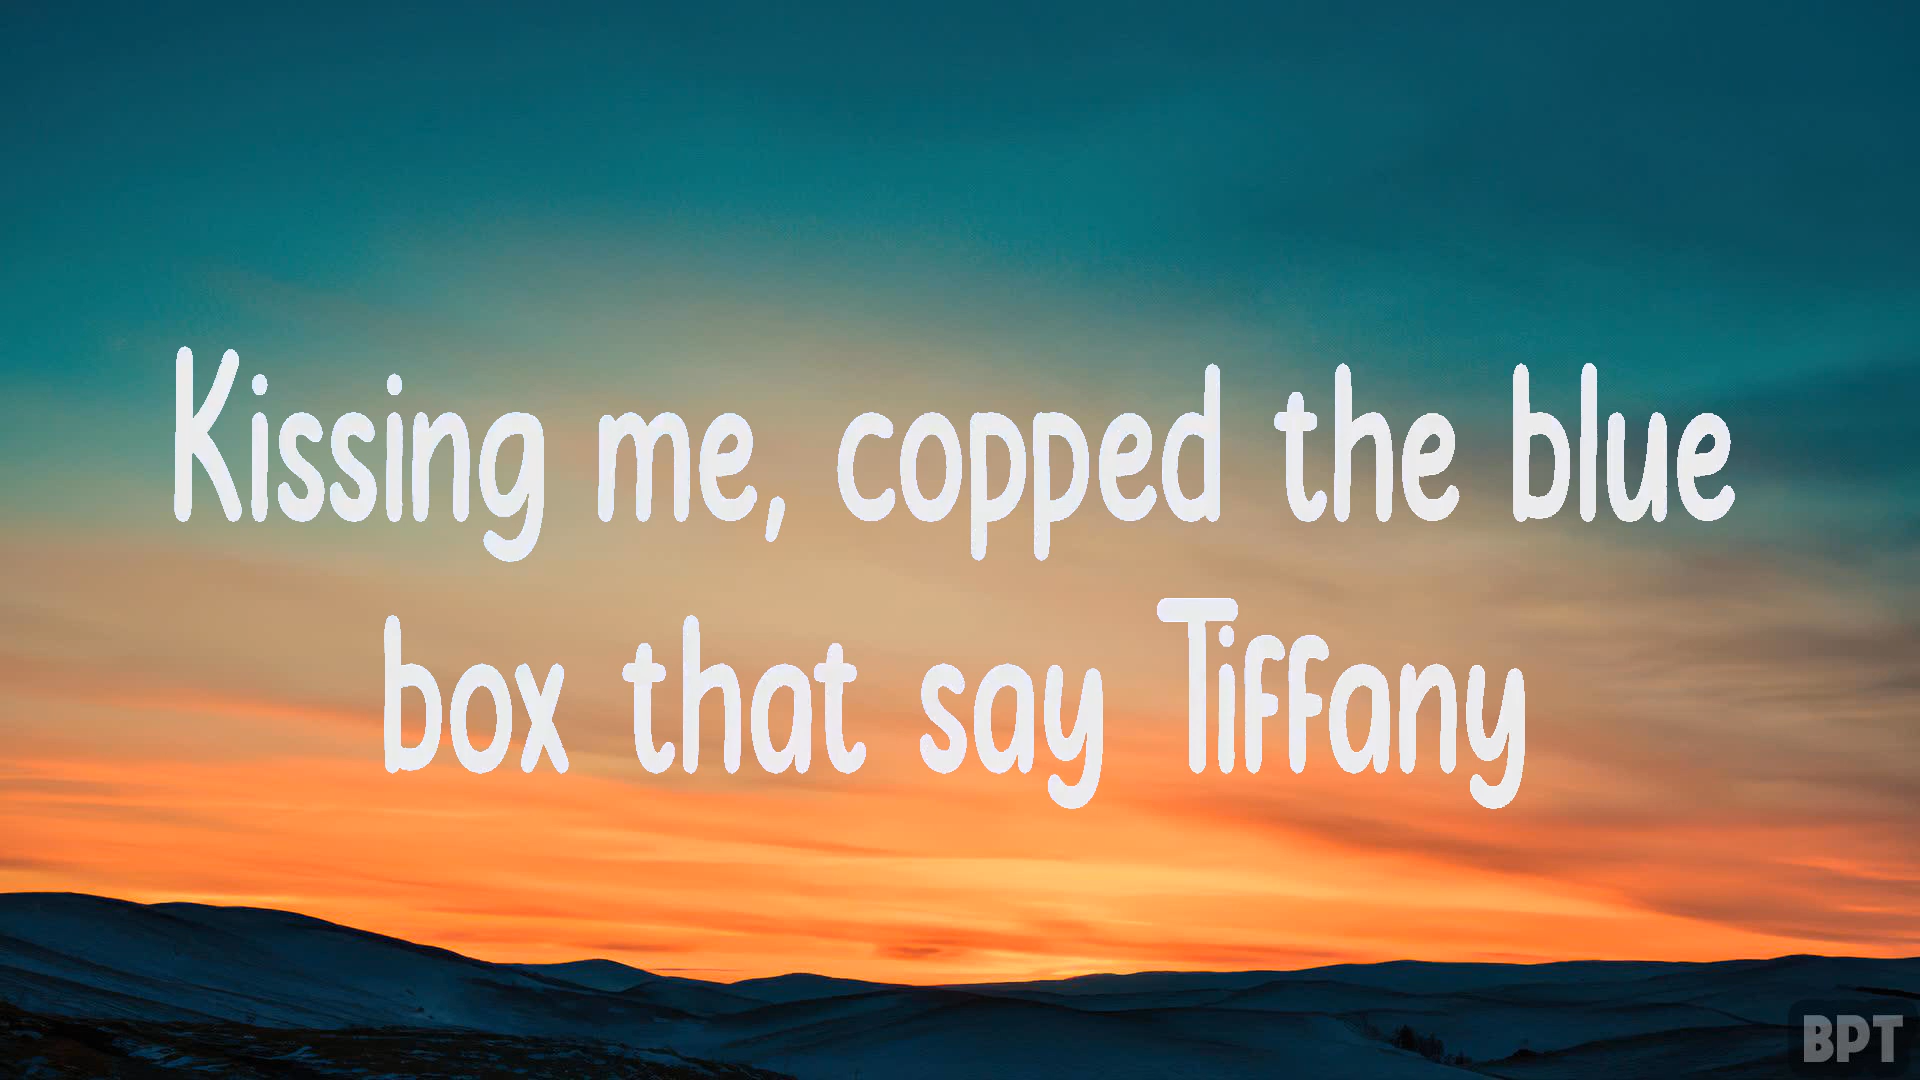 Kissing me, copped the blue
box that say Tiffany
BPT